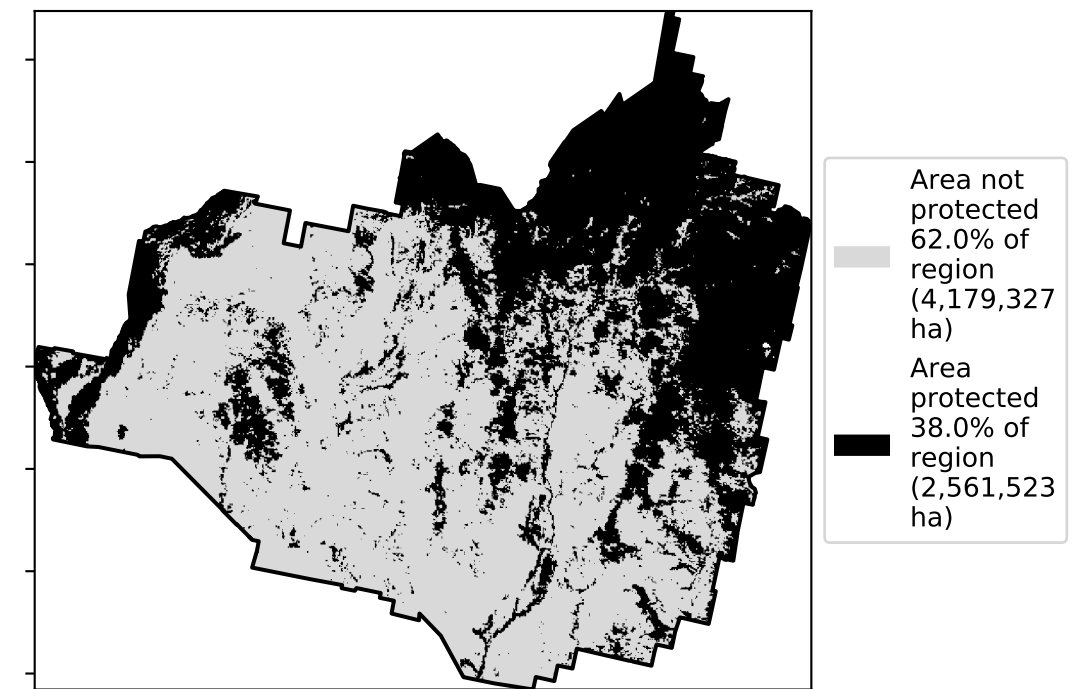 Area not
protected
62.0% of
region
(4,179,327
ha)
Area
protected
38.0% of
region
(2,561,523
ha)